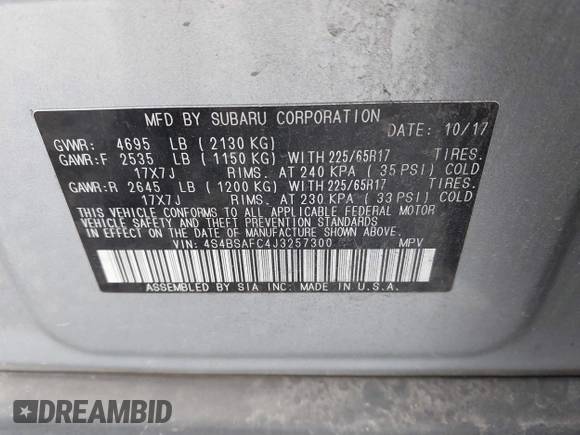 MFD BY SUBARU CORPORATION
DATE: 10/17
GVWR: 4695 LB (2130 KG)
GAWR:F 2535 LB (1150 KG) WITH 225/65R17 TIRES.
17X7J RIMS. AT 240 KPA (35 PSI) COLD
GAWR:R 2645 LB (1200 KG) WITH 225/65R17 TIRES.
17X7J RIMS. AT 230 KPA (33 PSI) COLD
THIS VEHICLE CONFORMS TO ALL APPLICABLE FEDERAL MOTOR
VEHICLE SAFETY AND THEFT PREVENTION STANDARDS
IN EFFECT ON THE DATE OF MANUFACTURE SHOWN ABOVE.
VIN: 4S4BSAFC4J3257300 MPV
ASSEMBLED BY SIA INC: MADE IN U.S.A.
DREAMBID